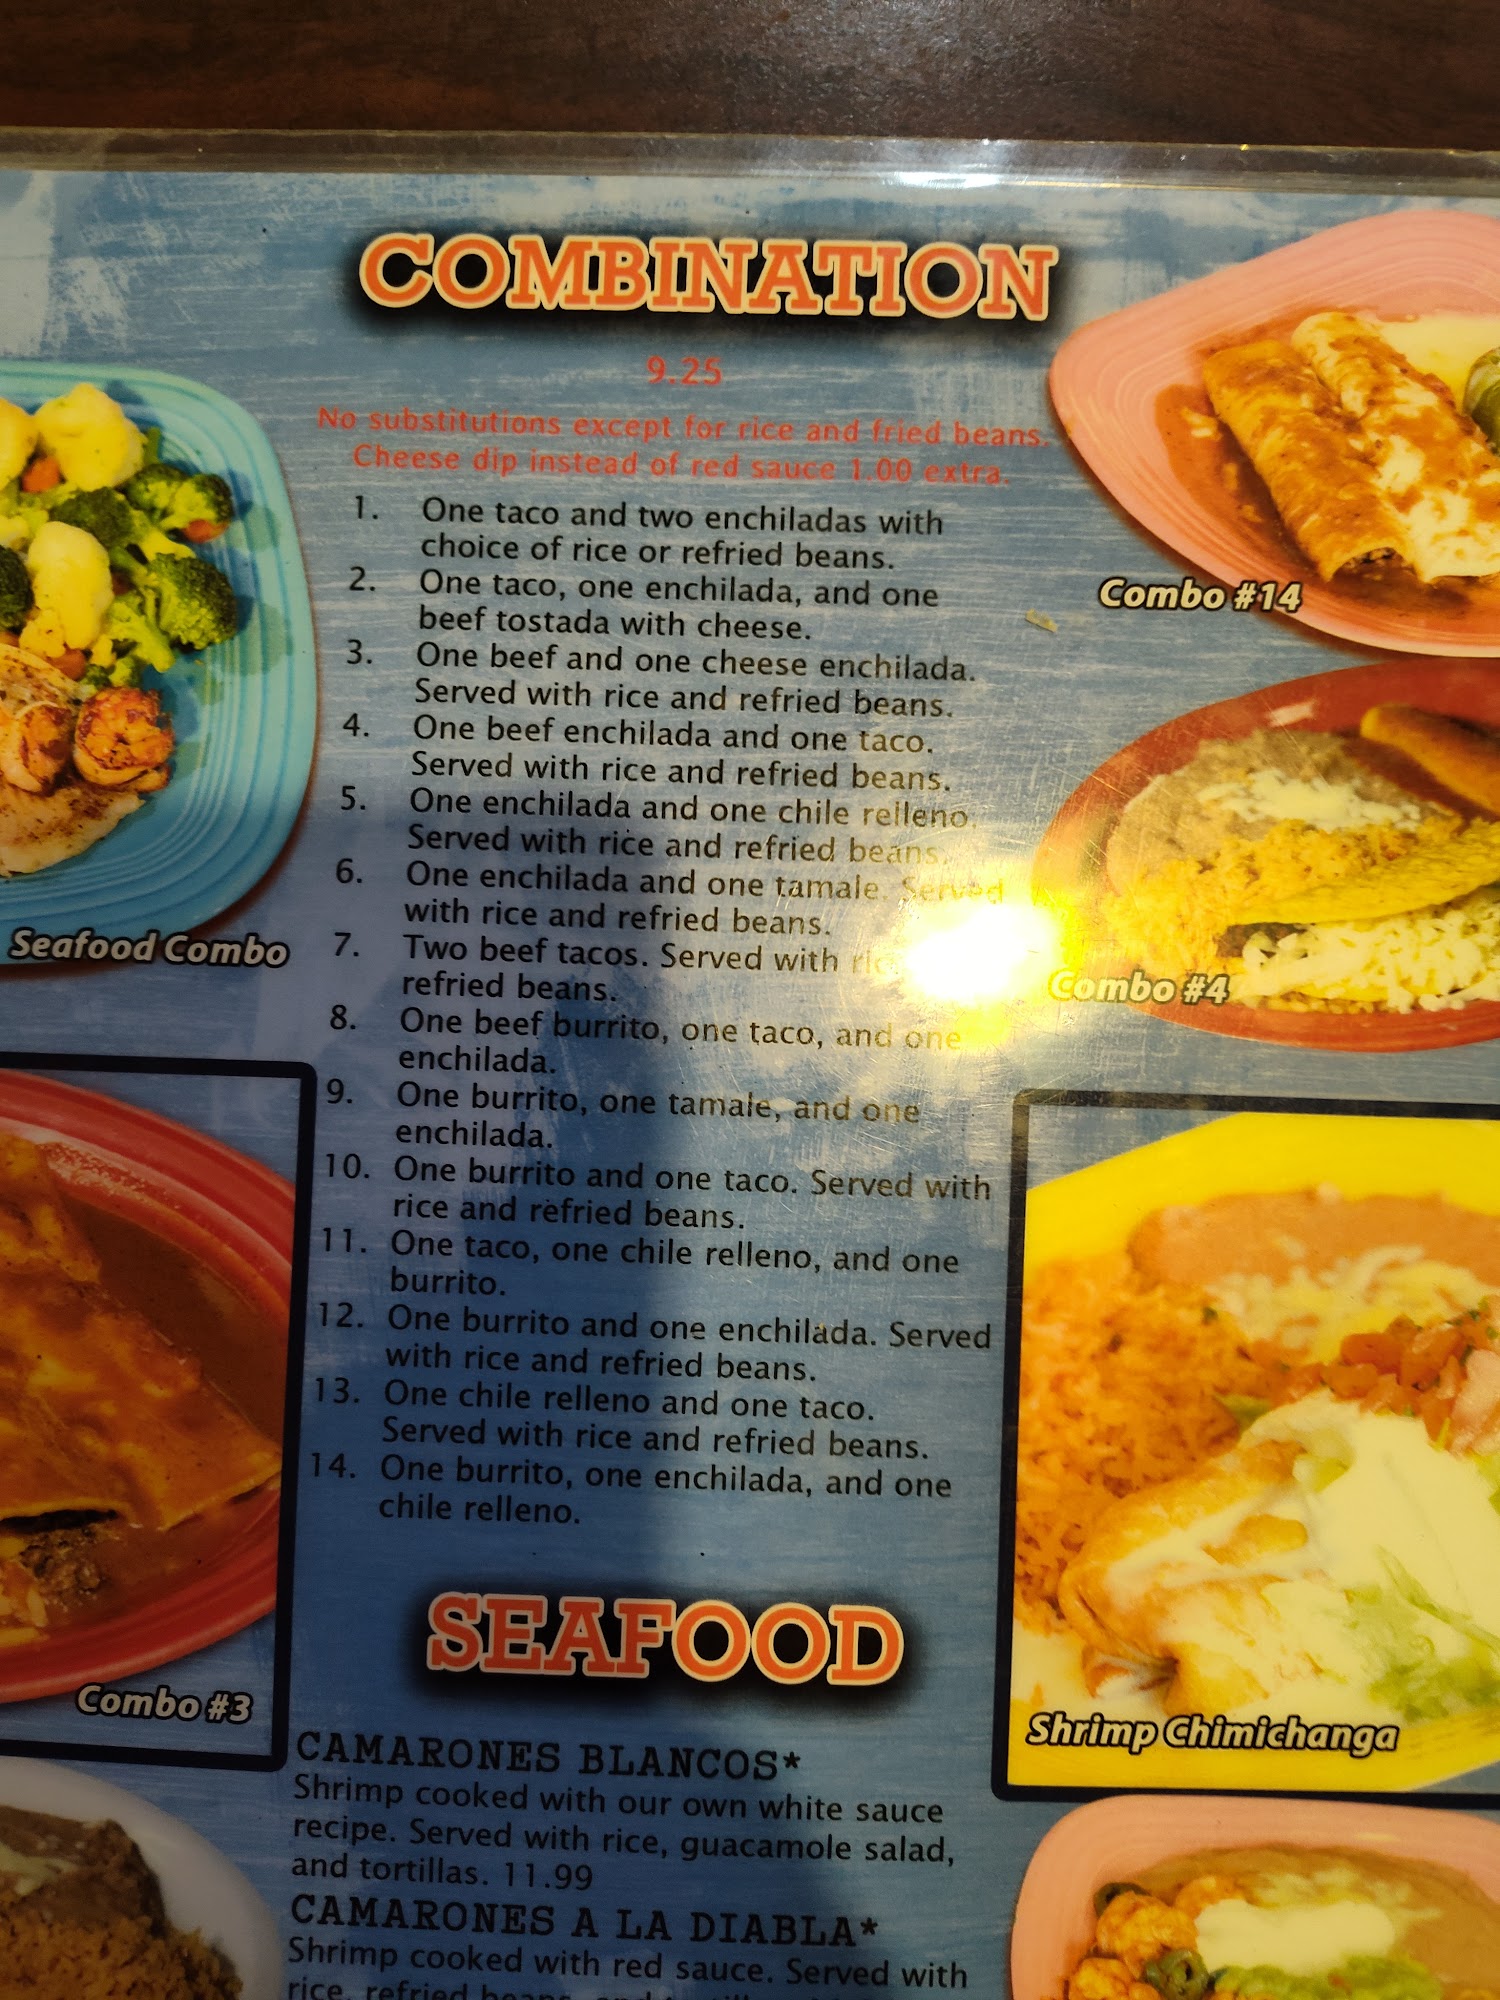 COMBINATION
9.25
No substitutions except for rice and fried beans.
Cheese dip instead of red sauce 1.00 extra.
1. One taco and two enchiladas with
choice of rice or refried beans.
2. One taco, one enchilada, and one
beef tostada with cheese.
3. One beef and one cheese enchilada.
Served with rice and refried beans.
4. One beef enchilada and one taco.
Served with rice and refried beans.
5. One enchilada and one chile relleno.
Served with rice and refried beans.
6. One enchilada and one tamale. Served
with rice and refried beans.
7. Two beef tacos. Served with
refried beans.
8. One beef burrito, one taco, and one
enchilada.
9. One burrito, one tamale, and one
enchilada.
10. One burrito and one taco. Served with
rice and refried beans.
11. One taco, one chile relleno, and one
burrito.
12. One burrito and one enchilada. Served
with rice and refried beans.
13. One chile relleno and one taco.
Served with rice and refried beans.
14. One burrito, one enchilada, and one
chile relleno.
Seafood Combo
Combo #3
Combo #14
Combo #4
Shrimp Chimichanga
SEAFOOD
CAMARONES BLANCOS*
Shrimp cooked with our own white sauce
recipe. Served with rice, guacamole salad,
and tortillas. 11.99
CAMARONES A LA DIABLA*
Shrimp cooked with red sauce. Served with
rice, refried beans, and